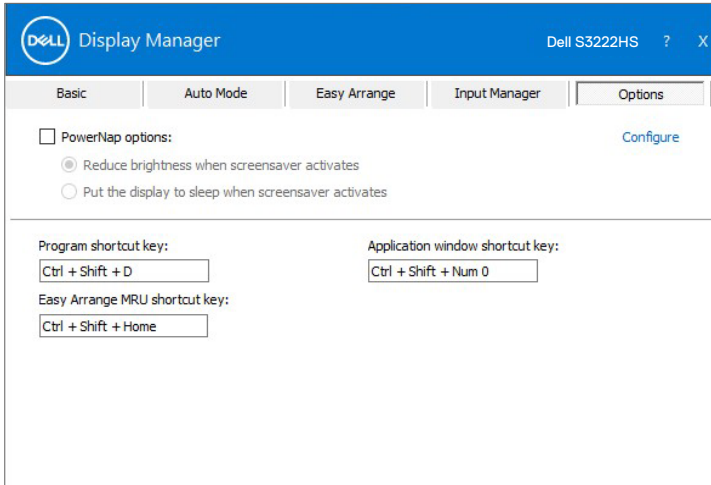 DELL Display Manager
Dell S3222HS ? X
Basic Auto Mode Easy Arrange Input Manager Options
PowerNap options: Configure
Reduce brightness when screensaver activates
Put the display to sleep when screensaver activates
Program shortcut key: Application window shortcut key:
Ctrl + Shift + D Ctrl + Shift + Num 0
Easy Arrange MRU shortcut key:
Ctrl + Shift + Home